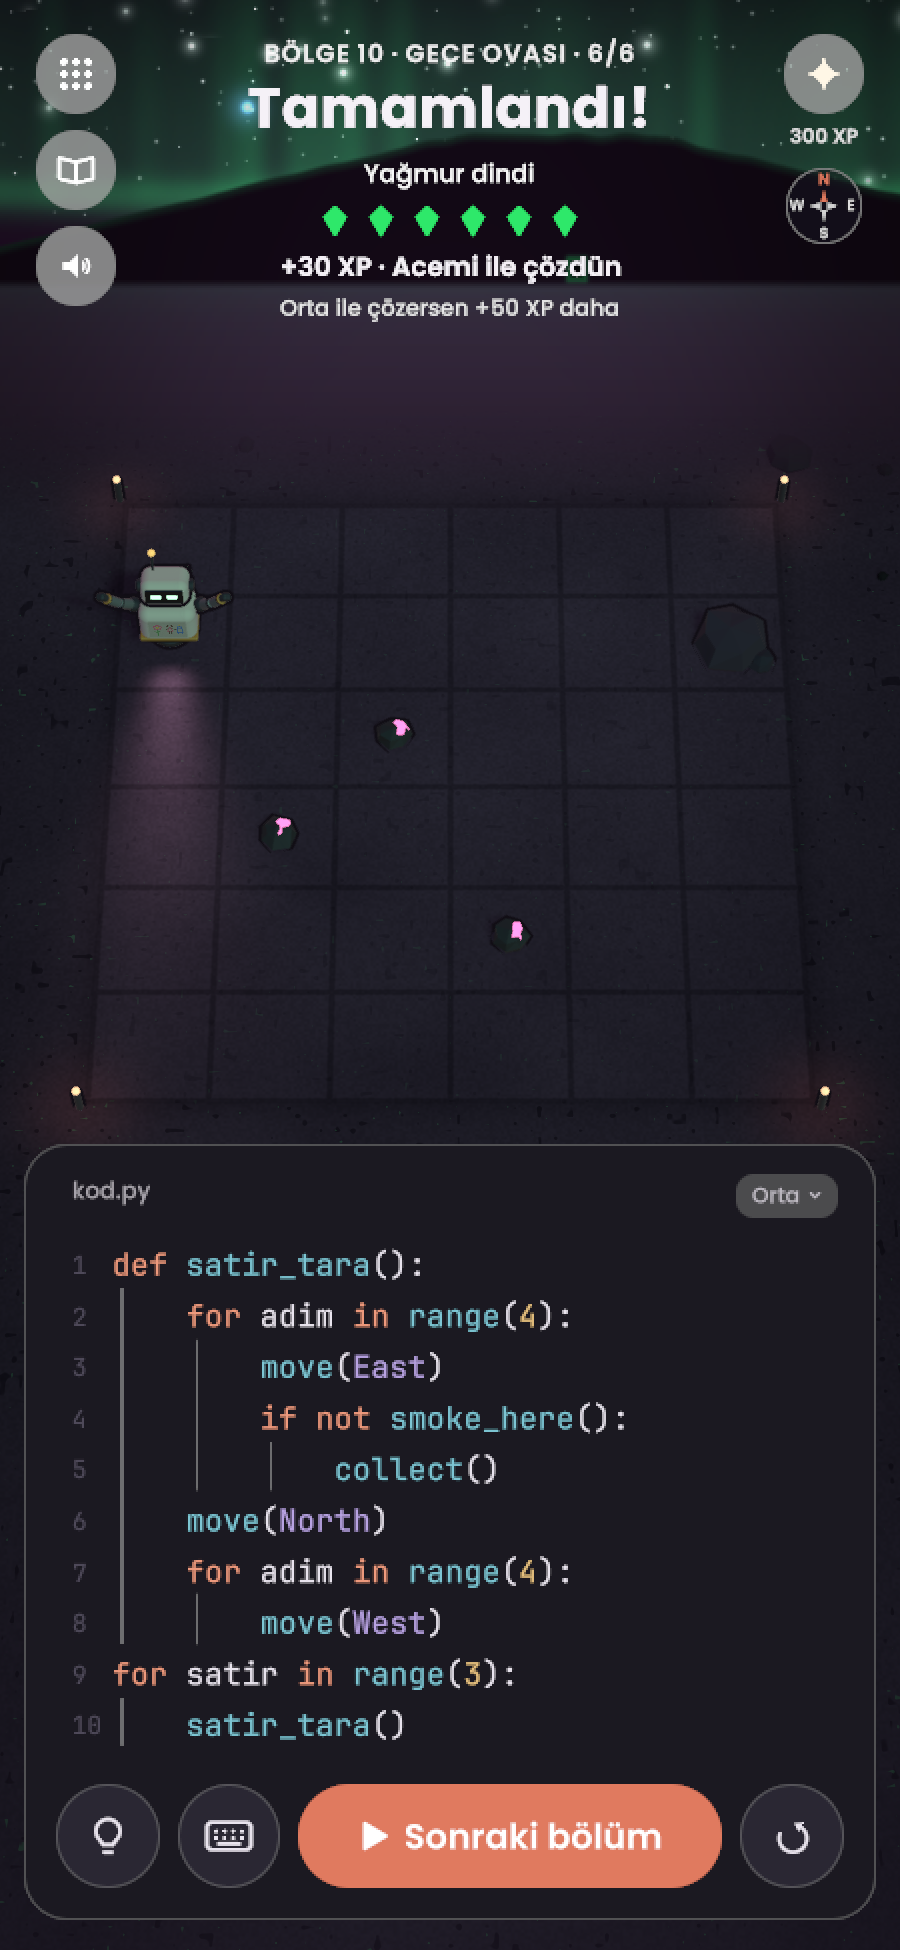 BÖLGE 10 · GECE OVASI · 6/6
Tamamlandı!
300 XP
Yağmur dindi
N
W E
S
+30 XP · Acemi ile çözdün
Orta ile çözersen +50 XP daha
kod.py
Orta
1 def satir_tara():
2     for adim in range(4):
3         move(East)
4         if not smoke_here():
5             collect()
6     move(North)
7     for adim in range(4):
8         move(West)
9 for satir in range(3):
10     satir_tara()
Sonraki bölüm